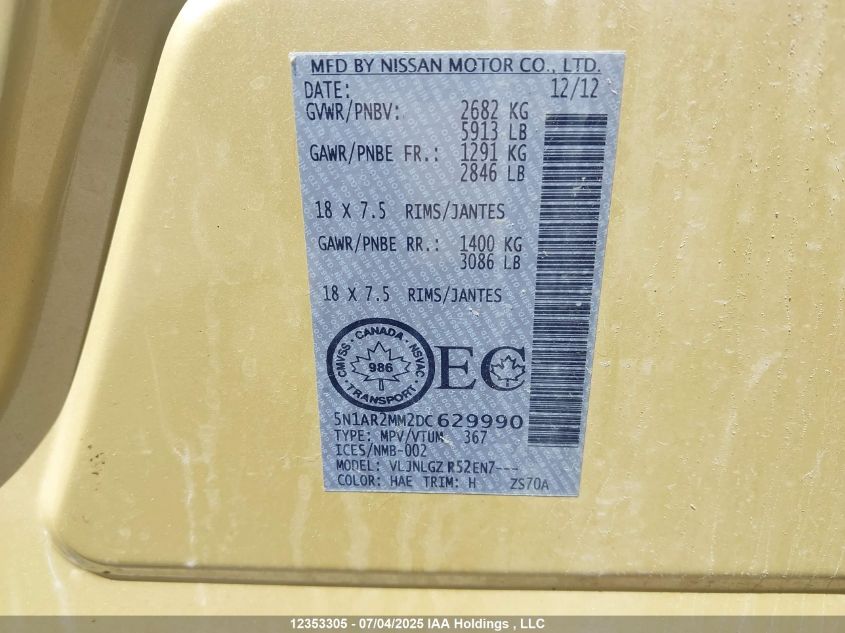 MFD BY NISSAN MOTOR CO., LTD.
DATE: 12/12
GVWR/PNBV: 2682 KG
5913 LB
GAWR/PNBE FR.: 1291 KG
2846 LB
18 X 7.5 RIMS/JANTES
GAWR/PNBE RR.: 1400 KG
3086 LB
18 X 7.5 RIMS/JANTES
CMVSS · CANADA · NSVAC
986
TRANSPORT
EC
5N1AR2MM2DC629990
TYPE: MPV/VTUM 367
ICES/NMB-002
MODEL: VLJNLGZ R52EN7---
COLOR: HAE TRIM: H ZS70A
12353305 - 07/04/2025 IAA Holdings , LLC